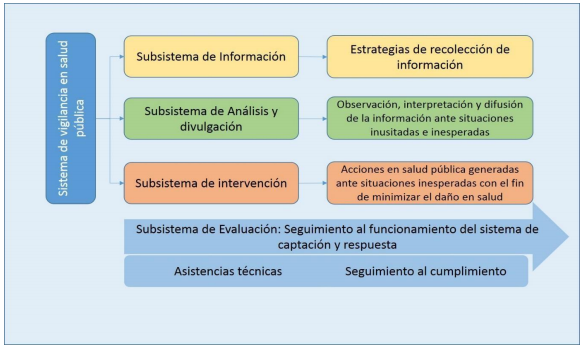 Sistema de vigilancia en salud
pública
Subsistema de Información
Estrategias de recolección de
información
Subsistema de Análisis y
divulgación
Observación, interpretación y difusión
de la información ante situaciones
inusitadas e inesperadas
Subsistema de intervención
Acciones en salud pública generadas
ante situaciones inesperadas con el fin
de minimizar el daño en salud
Subsistema de Evaluación: Seguimiento al funcionamiento del sistema de
captación y respuesta
Asistencias técnicas
Seguimiento al cumplimiento